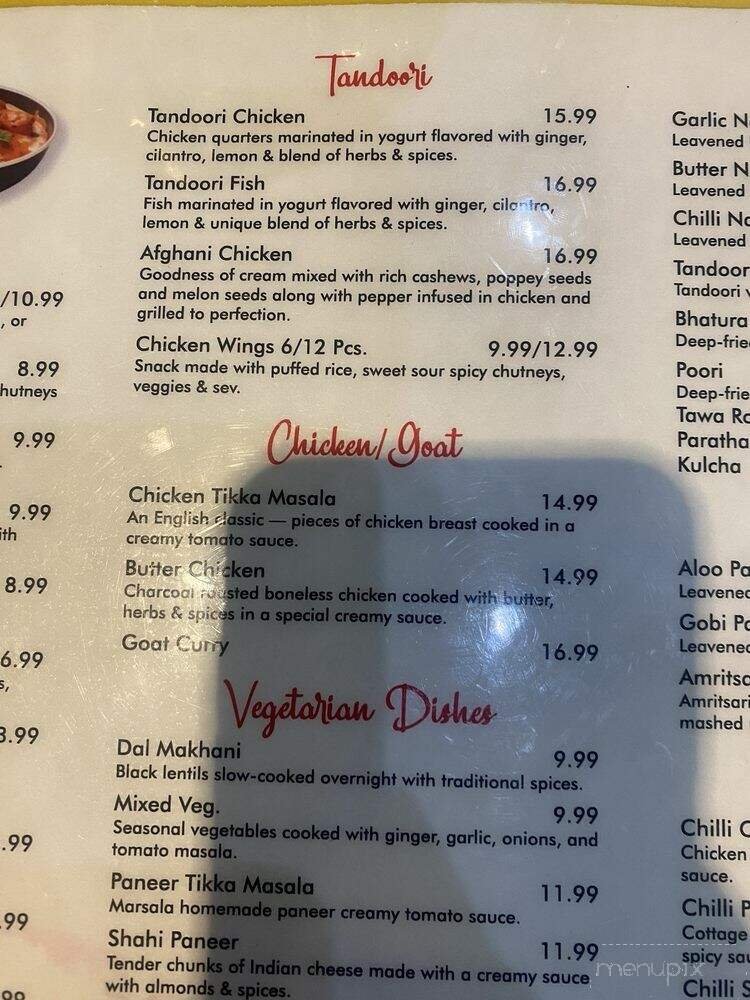 Tandoori
Tandoori Chicken 15.99
Chicken quarters marinated in yogurt flavored with ginger,
cilantro, lemon & blend of herbs & spices.
Tandoori Fish 16.99
Fish marinated in yogurt flavored with ginger, cilantro,
lemon & unique blend of herbs & spices.
Afghani Chicken 16.99
Goodness of cream mixed with rich cashews, poppey seeds
and melon seeds along with pepper infused in chicken and
grilled to perfection.
Chicken Wings 6/12 Pcs. 9.99/12.99
Snack made with puffed rice, sweet sour spicy chutneys,
veggies & sev.
Chicken/Goat
Chicken Tikka Masala 14.99
An English classic — pieces of chicken breast cooked in a
creamy tomato sauce.
Butter Chicken 14.99
Charcoal roasted boneless chicken cooked with butter,
herbs & spices in a special creamy sauce.
Goat Curry 16.99
Vegetarian Dishes
Dal Makhani 9.99
Black lentils slow-cooked overnight with traditional spices.
Mixed Veg. 9.99
Seasonal vegetables cooked with ginger, garlic, onions, and
tomato masala.
Paneer Tikka Masala 11.99
Marsala homemade paneer creamy tomato sauce.
Shahi Paneer 11.99
Tender chunks of Indian cheese made with a creamy sauce
with almonds & spices.
/10.99
, or
8.99
hutneys
9.99
9.99
ith
8.99
6.99
s,
3.99
.99
.99
99
Garlic N
Leavened
Butter N
Leavened
Chilli Na
Leavened
Tandoor
Tandoori
Bhatura
Deep-frie
Poori
Deep-frie
Tawa Ro
Paratha
Kulcha
Aloo Pa
Leavened
Gobi Pa
Leavened
Amritsa
Amritsari
mashed
Chilli C
Chicken
sauce.
Chilli P
Cottage
spicy sau
Chilli S
menupix